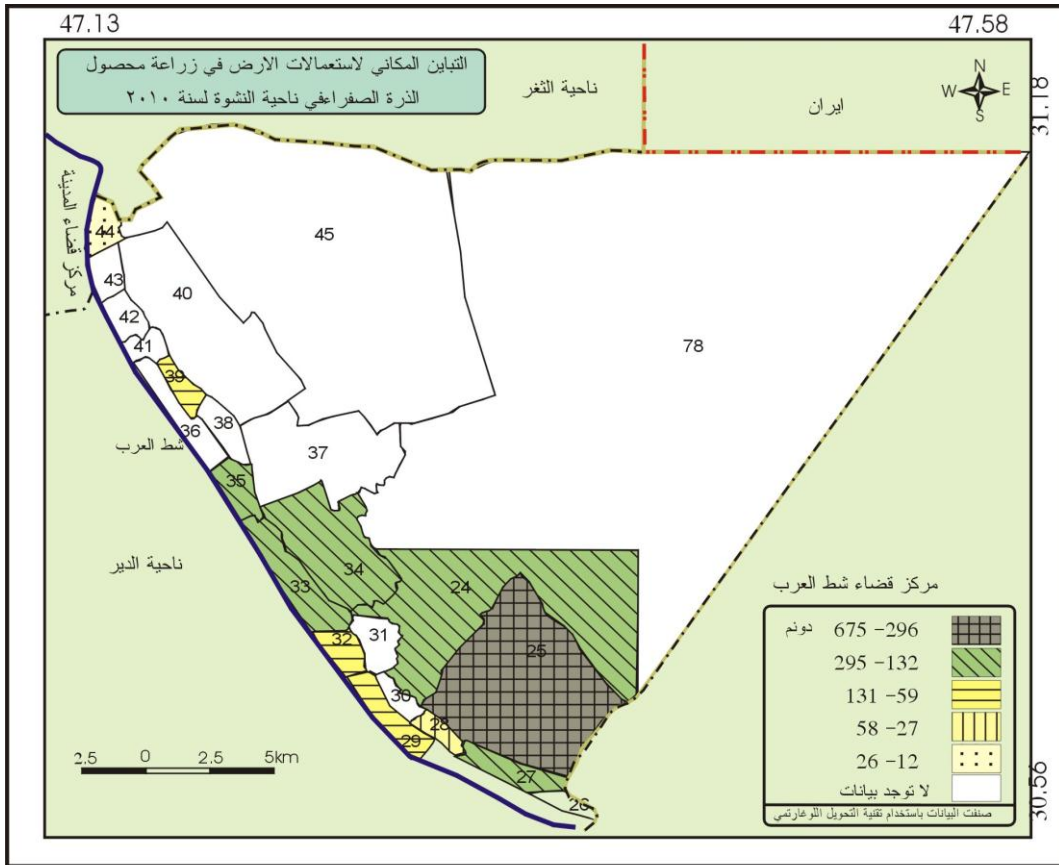 47.13
47.58
التباين المكاني لاستعمالات الارض في زراعة محصول
الذرة الصفراءفي ناحية النشوة لسنة ٢٠١٠
ناحية الثغر
ايران
N
W
E
S
31.18
مركز قضاء المدينة
44
45
43
40
42
41
78
39
38
36
37
شط العرب
35
ناحية الدير
34
33
24
32
31
25
30
28
29
27
26
مركز قضاء شط العرب
675 -296 دونم
295 -132
131 -59
58 -27
26 -12
لا توجد بيانات
صنفت البيانات باستخدام تقنية التحويل اللوغارتمي
2.5 0 2.5 5km
30.56